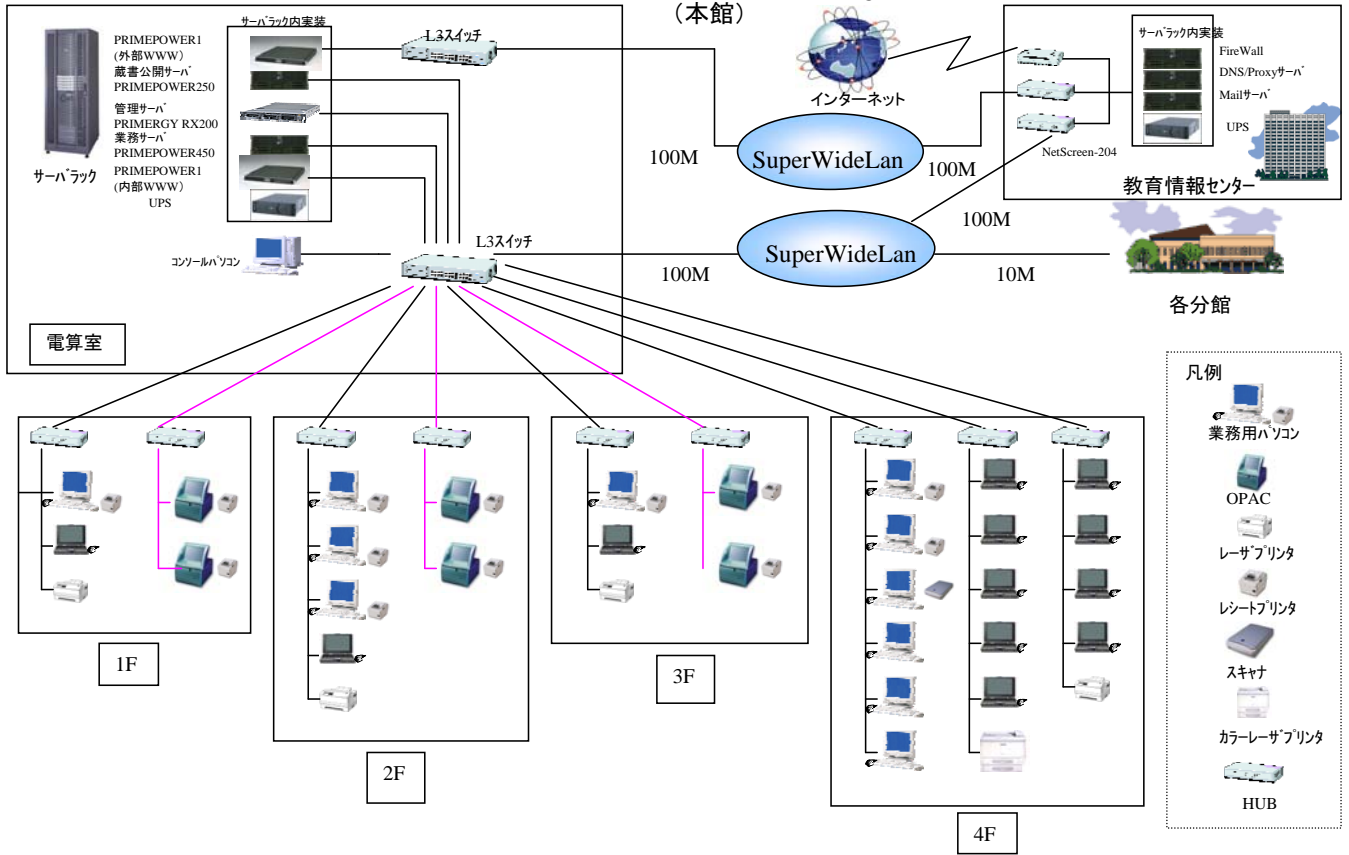 (本館)
サーバラック内実装
PRIMEPOWER1
(外部WWW)
蔵書公開サーバ
PRIMEPOWER250
管理サーバ
PRIMERGY RX200
業務サーバ
PRIMEPOWER450
PRIMEPOWER1
(内部WWW)
UPS
サーバラック
L3スイッチ
コンソールパソコン
L3スイッチ
電算室
インターネット
100M
SuperWideLan
100M
100M
SuperWideLan
100M
10M
サーバラック内実装
FireWall
DNS/Proxyサーバ
Mailサーバ
UPS
NetScreen-204
教育情報センター
各分館
1F
2F
3F
4F
凡例
業務用パソコン
OPAC
レーザプリンタ
レシートプリンタ
スキャナ
カラーレーザプリンタ
HUB